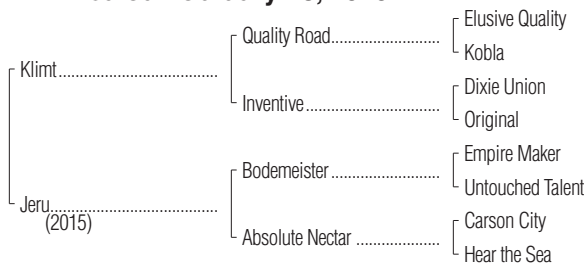 Elusive Quality
Quality Road
Kobla
Klimt
Dixie Union
Inventive
Original
Empire Maker
Bodemeister
Untouched Talent
Jeru
(2015)
Carson City
Absolute Nectar
Hear the Sea